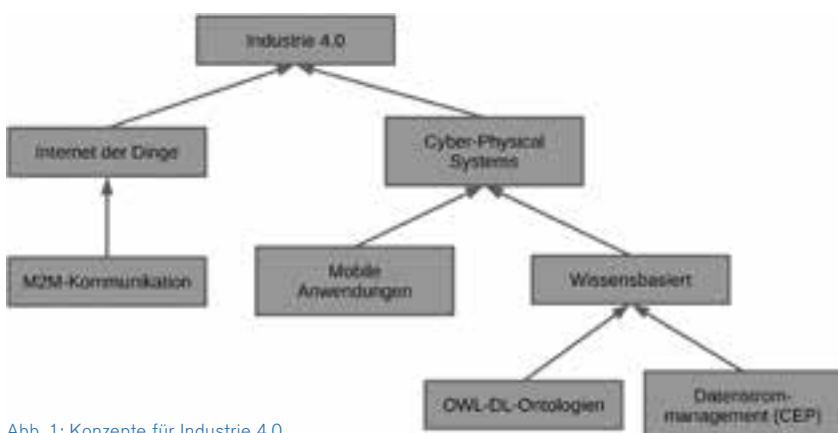 Industrie 4.0
Internet der Dinge
Cyber-Physical
Systems
M2M-Kommunikation
Mobile
Anwendungen
Wissensbasiert
OWL-DL-Ontologien
Datenstrom-
management (CEP)
Abb. 1: Konzepte für Industrie 4.0